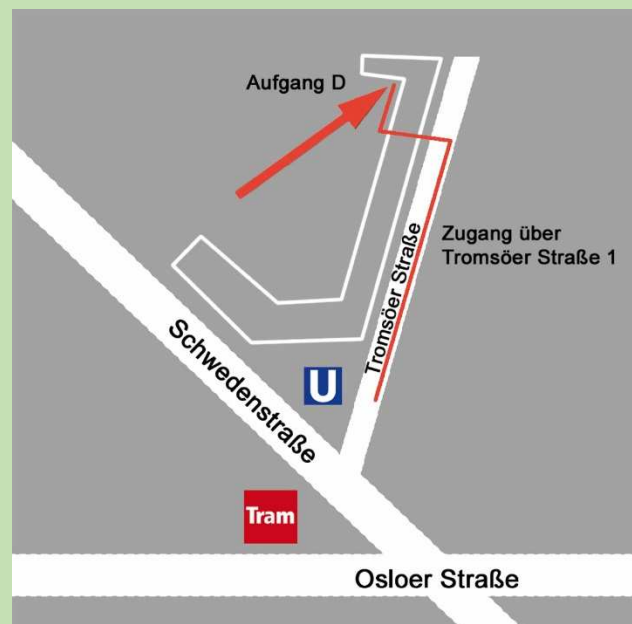 Aufgang D
Zugang über
Tromsöer Straße 1
Tromsöer Straße
Schwedenstraße
U
Tram
Osloer Straße